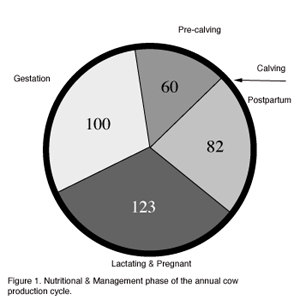 Pre-calving
Calving
Gestation
60
Postpartum
100
82
123
Lactating & Pregnant
Figure 1. Nutritional & Management phase of the annual cow
production cycle.